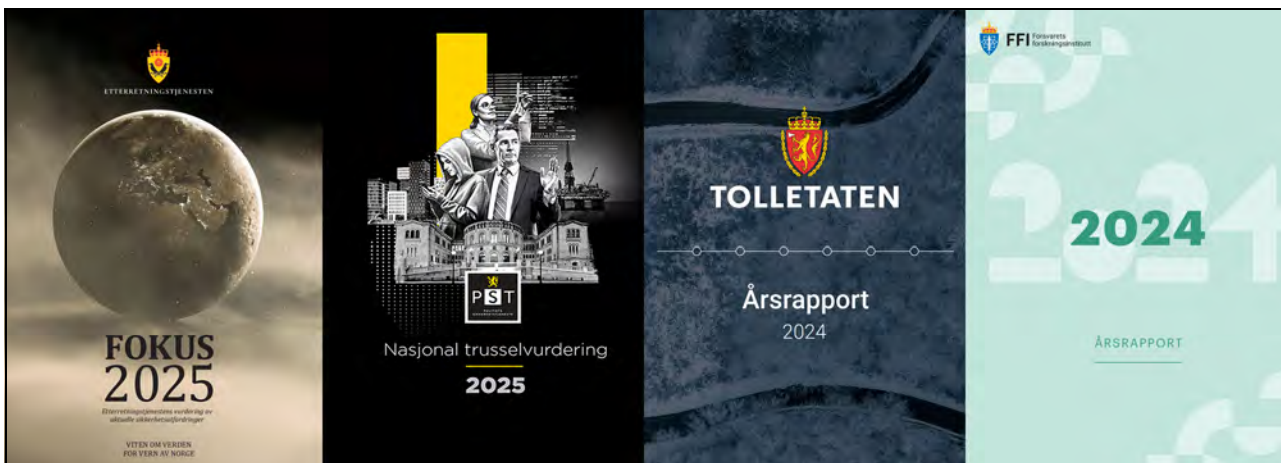 ETTERRETNINGSTJENESTEN
FOKUS
2025
Etterretningstjenestens vurdering av
aktuelle sikkerhetsutfordringer
VITEN OM VERDEN
FOR VERN AV NORGE
PST
Nasjonal trusselvurdering
2025
TOLLETATEN
Årsrapport
2024
FFI Forsvarets
forskningsinstitutt
2024
2024
ÅRSRAPPORT